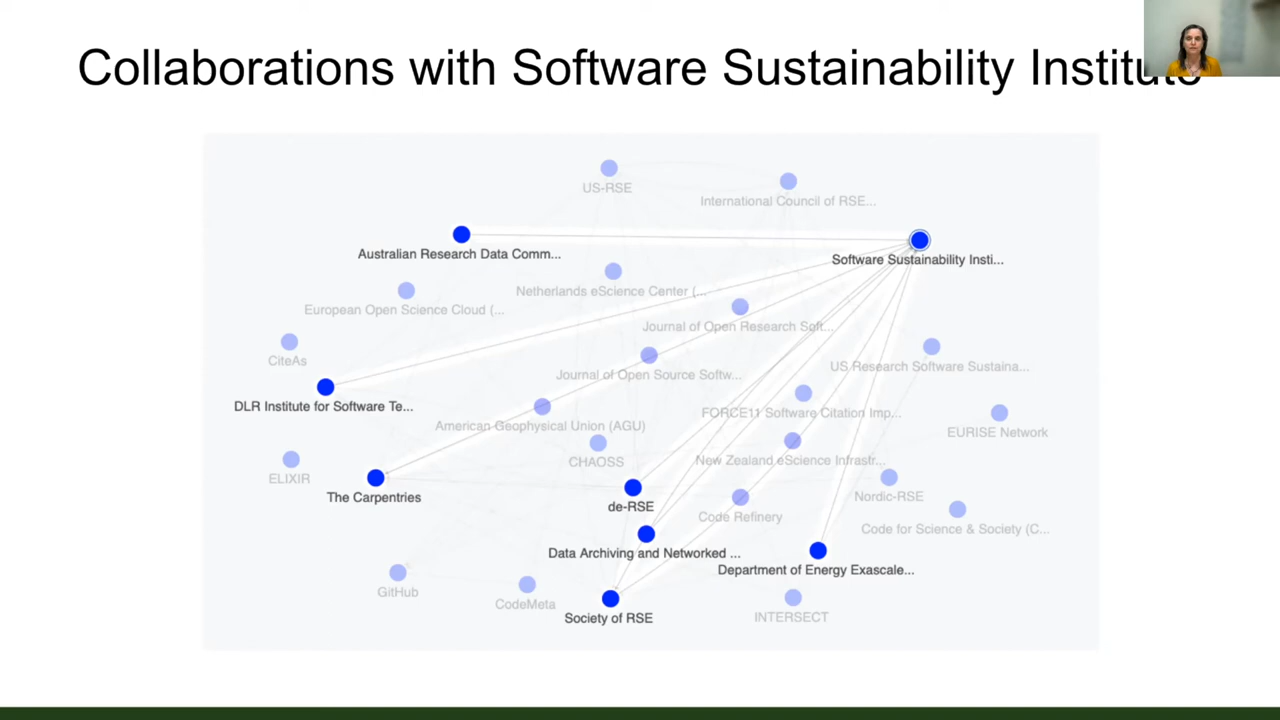 Collaborations with Software Sustainability Institute
US-RSE
International Council of RSE...
Australian Research Data Comm...
Software Sustainability Insti...
Netherlands eScience Center (...
European Open Science Cloud (...
Journal of Open Research Soft...
CiteAs
US Research Software Sustaina...
Journal of Open Source Softw...
DLR Institute for Software Te...
FORCE11 Software Citation Imp...
American Geophysical Union (AGU)
EURISE Network
CHAOSS
New Zealand eScience Infrastr...
ELIXIR
The Carpentries
Nordic-RSE
de-RSE
Code Refinery
Code for Science & Society (C...
Data Archiving and Networked ...
Department of Energy Exascale...
GitHub
CodeMeta
Society of RSE
INTERSECT